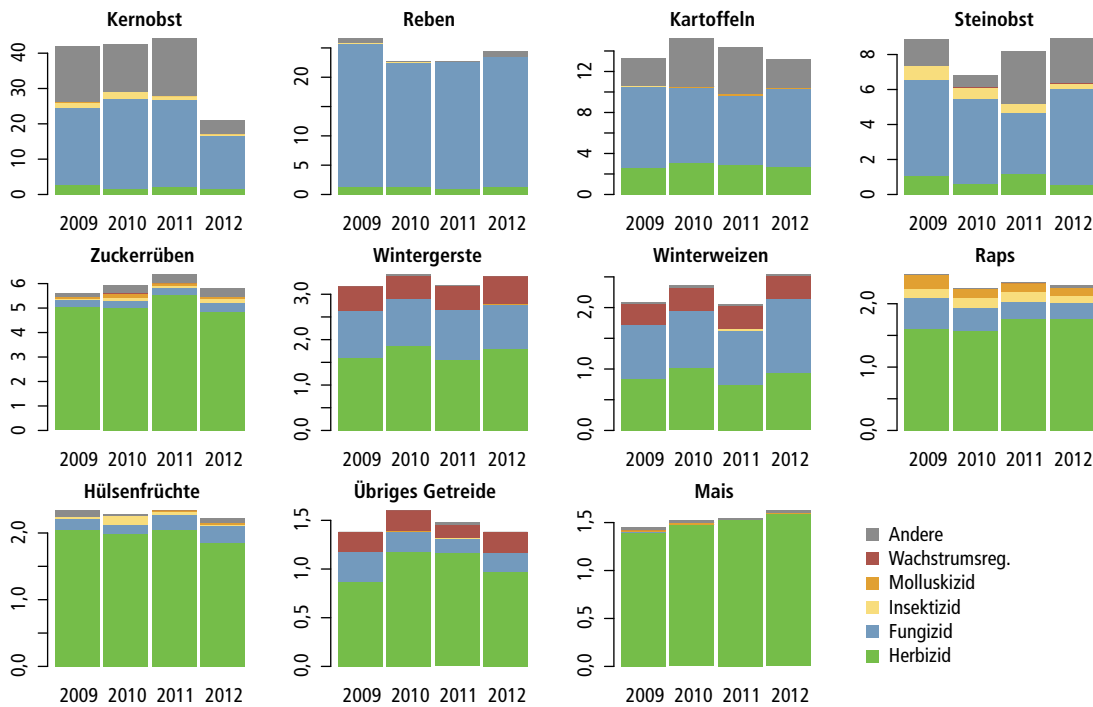 Kernobst
Reben
Kartoffeln
Steinobst
40
30
20
10
0
20
10
5
0
12
8
6
4
0
8
6
4
2
0
2009 2010 2011 2012
2009 2010 2011 2012
2009 2010 2011 2012
2009 2010 2011 2012
Zuckerrüben
Wintergerste
Winterweizen
Raps
6
5
4
3
2
1
0
3,0
2,0
1,0
0,0
2,0
1,0
0,0
2,0
1,0
0,0
2009 2010 2011 2012
2009 2010 2011 2012
2009 2010 2011 2012
2009 2010 2011 2012
Hülsenfrüchte
Übriges Getreide
Mais
2,0
1,0
0,0
1,5
1,0
0,5
0,0
1,5
1,0
0,5
0,0
2009 2010 2011 2012
2009 2010 2011 2012
2009 2010 2011 2012
Andere
Wachstrumsreg.
Molluskizid
Insektizid
Fungizid
Herbizid